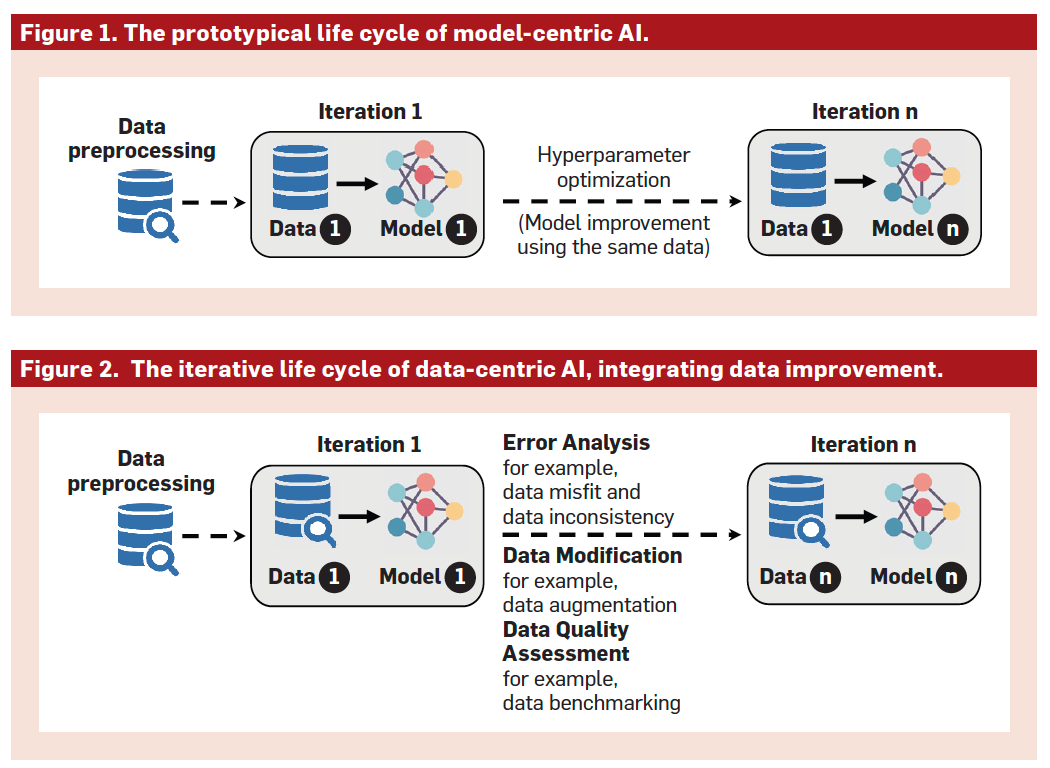 Figure 1. The prototypical life cycle of model-centric AI.
Data
preprocessing
Iteration 1
Data 1
Model 1
Hyperparameter
optimization
(Model improvement
using the same data)
Iteration n
Data 1
Model n
Figure 2. The iterative life cycle of data-centric AI, integrating data improvement.
Data
preprocessing
Iteration 1
Data 1
Model 1
Error Analysis
for example,
data misfit and
data inconsistency
Data Modification
for example,
data augmentation
Data Quality
Assessment
for example,
data benchmarking
Iteration n
Data n
Model n